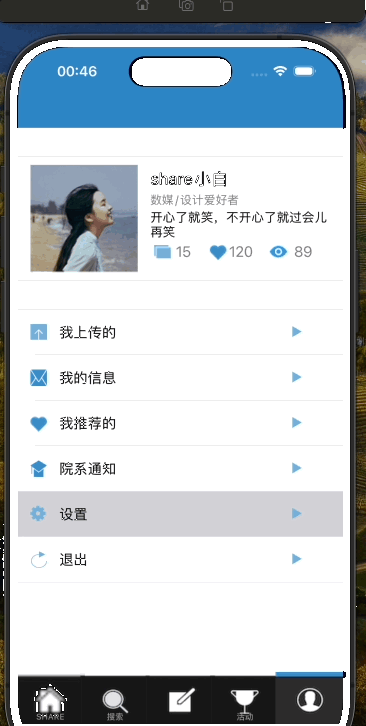 00:46
share小白
数媒/设计爱好者
开心了就笑，不开心了就过会儿
再笑
15
120
89
我上传的
我的信息
我推荐的
院系通知
设置
退出
SHARE
搜索
活动